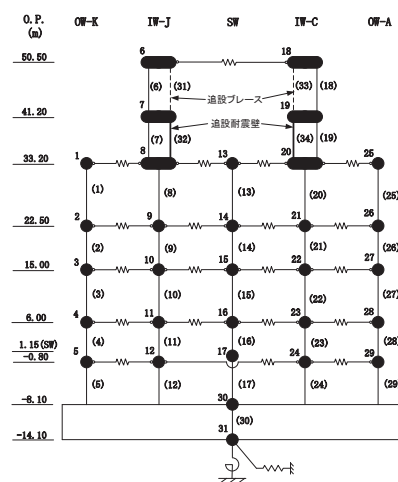 O.P. OW-K IW-J SW IW-C OW-A
(m)
6 18
50.50
(6) (31) (33) (18)
追設ブレース
7 19
41.20
追設耐震壁
(7) (32) (34) (19)
1 8 13 20 25
33.20
(1) (8) (13) (20) (25)
2 9 14 21 26
22.50
(2) (9) (14) (21) (26)
3 10 15 22 27
15.00
(3) (10) (15) (22) (27)
4 11 16 23 28
6.00
(4) (11) (16) (23) (28)
1.15(SW)
5 12 17 24 29
-0.80
(5) (12) (17) (24) (29
30
-8.10
(30)
31
-14.10